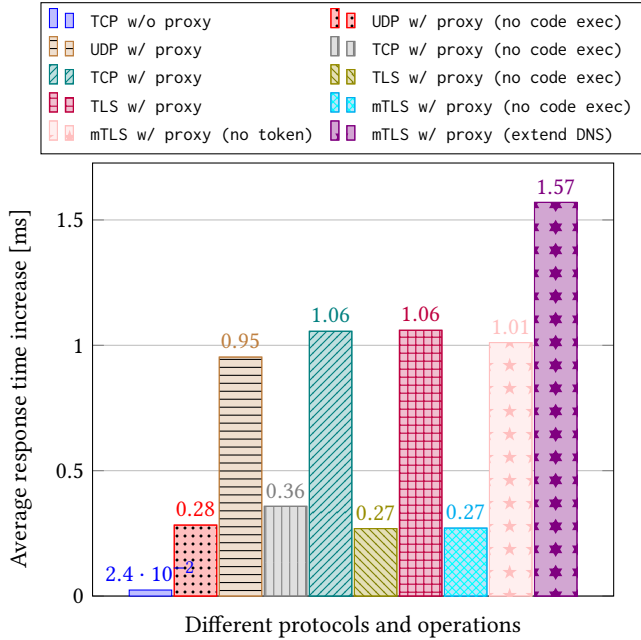 TCP w/o proxy
UDP w/ proxy (no code exec)
UDP w/ proxy
TCP w/ proxy (no code exec)
TCP w/ proxy
TLS w/ proxy (no code exec)
TLS w/ proxy
mTLS w/ proxy (no code exec)
mTLS w/ proxy (no token)
mTLS w/ proxy (extend DNS)
Average response time increase [ms]
1.5
1
0.5
0
2.4 · 10⁻²
0.28
0.95
0.36
1.06
0.27
1.06
0.27
1.01
1.57
Different protocols and operations